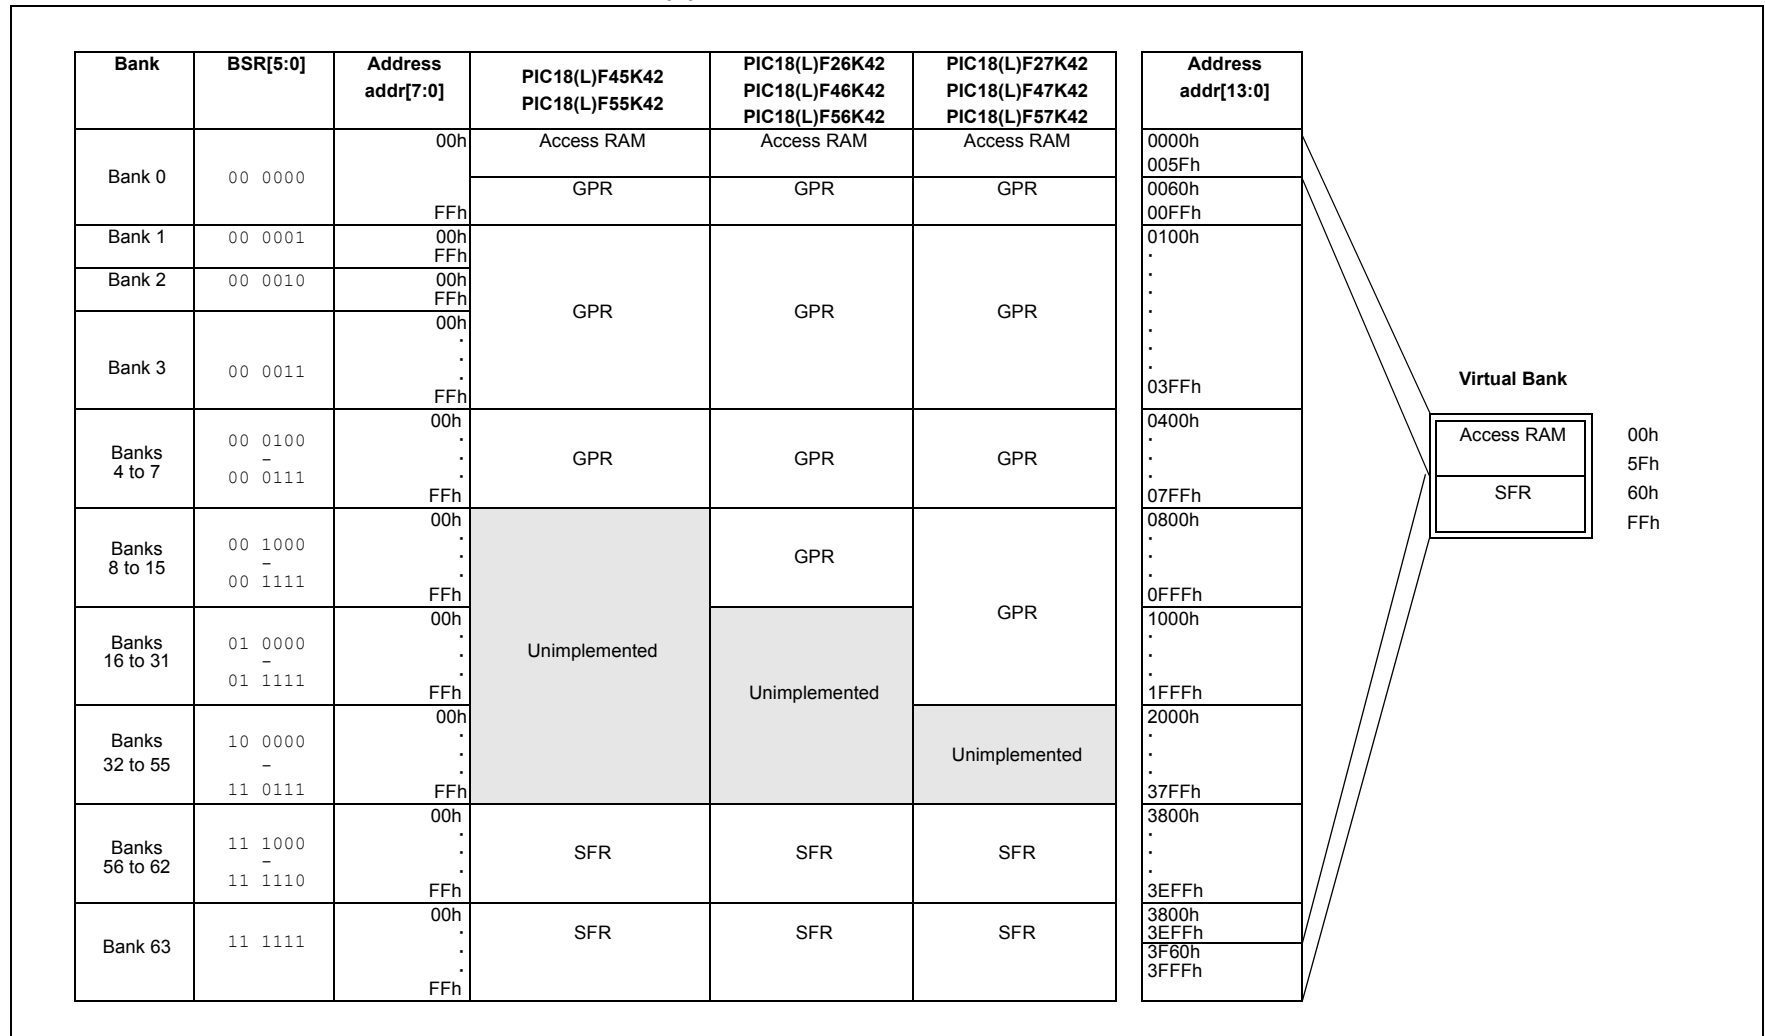 Bank BSR[5:0] Address addr[7:0] PIC18(L)F45K42 PIC18(L)F55K42 PIC18(L)F26K42 PIC18(L)F46K42 PIC18(L)F56K42 PIC18(L)F27K42 PIC18(L)F47K42 PIC18(L)F57K42 Address addr[13:0]
Bank 0 00 0000 00h FFh Access RAM Access RAM Access RAM 0000h 005Fh
GPR GPR GPR 0060h 00FFh
Bank 1 00 0001 00h FFh GPR GPR GPR 0100h
.
.
.
.
.
.
03FFh
Bank 2 00 0010 00h FFh
Bank 3 00 0011 00h
.
.
.
FFh
Banks 4 to 7 00 0100 – 00 0111 00h
.
.
.
FFh GPR GPR GPR 0400h
.
.
.
07FFh
Banks 8 to 15 00 1000 – 00 1111 00h
.
.
.
FFh Unimplemented GPR GPR 0800h
.
.
.
0FFFh
Banks 16 to 31 01 0000 – 01 1111 00h
.
.
.
FFh Unimplemented 1000h
.
.
.
1FFFh
Banks 32 to 55 10 0000 – 11 0111 00h
.
.
.
FFh Unimplemented 2000h
.
.
.
37FFh
Banks 56 to 62 11 1000 – 11 1110 00h
.
.
.
FFh SFR SFR SFR 3800h
.
.
.
3EFFh
Bank 63 11 1111 00h
.
.
.
FFh SFR SFR SFR 3800h 3EFFh
3F60h 3FFFh
Virtual Bank
Access RAM 00h
5Fh
SFR 60h
FFh